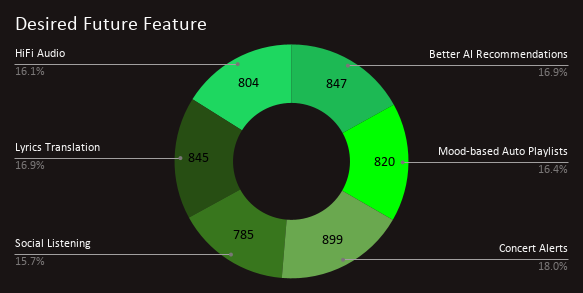 Desired Future Feature
HiFi Audio
16.1%
Better AI Recommendations
16.9%
804
847
Lyrics Translation
16.9%
845
820
Mood-based Auto Playlists
16.4%
Social Listening
15.7%
785
899
Concert Alerts
18.0%